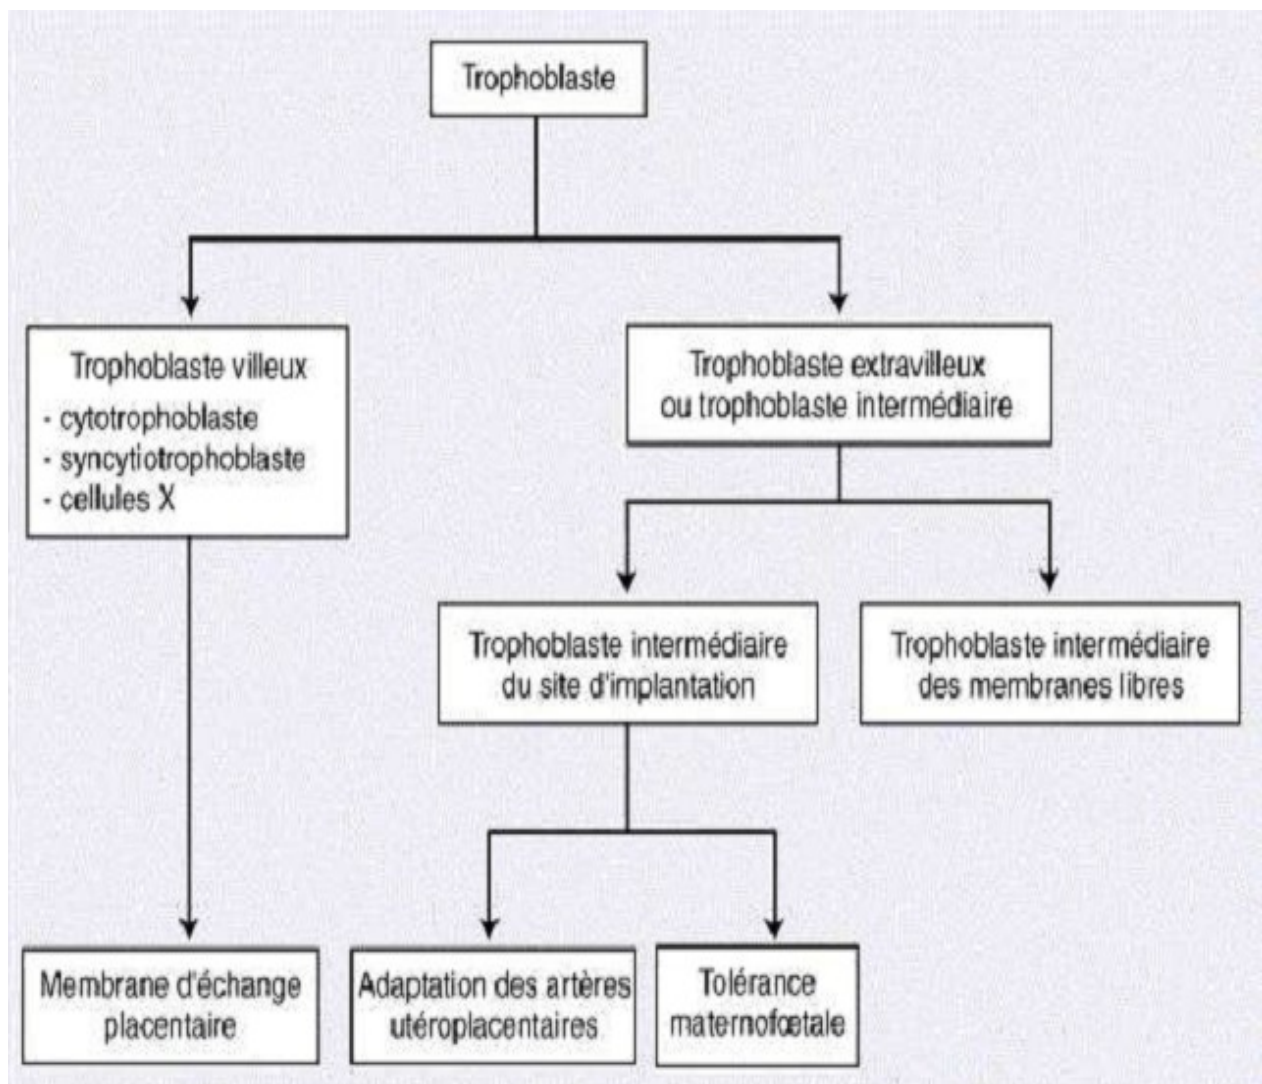 Trophoblaste
Trophoblaste villeux
- cytotrophoblaste
- syncytiotrophoblaste
- cellules X
Trophoblaste extravilleux
ou trophoblaste intermédiaire
Trophoblaste intermédiaire
du site d'implantation
Trophoblaste intermédiaire
des membranes libres
Membrane d'échange
placentaire
Adaptation des artères
utéroplacentaires
Tolérance
maternofœtale